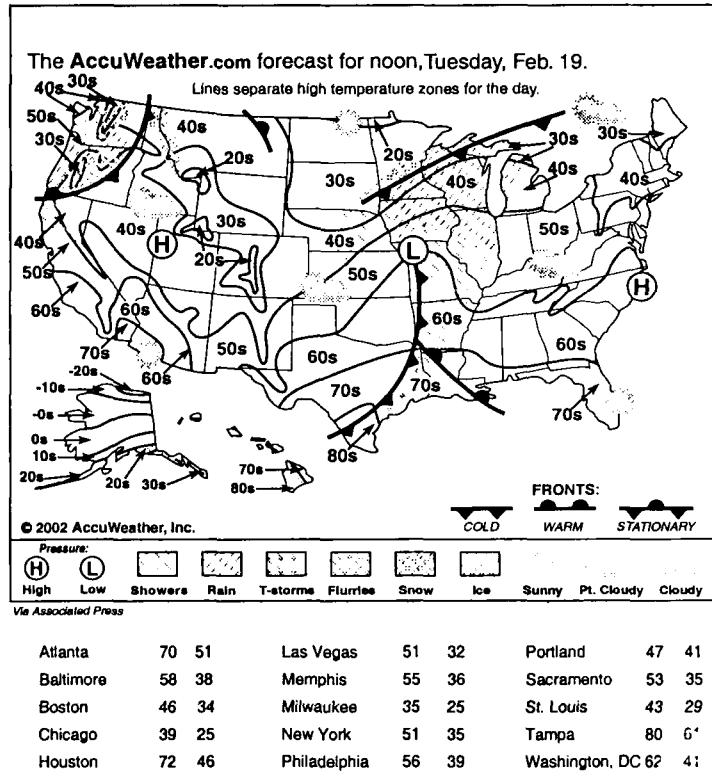 The AccuWeather.com forecast for noon, Tuesday, Feb. 19.
Lines separate high temperature zones for the day.
30s
40s
50s
30s
40s
20s
20s
30s
40s
30s
40s
30s
40s
40s
30s
20s
H
40s
50s
L
50s
H
40s
50s
60s
60s
70s
60s
50s
60s
60s
60s
70s
70s
80s
70s
-20s
-10s
-0s
0s
10s
20s
20s
30s
70s
80s
© 2002 AccuWeather, Inc.
FRONTS:
COLD WARM STATIONARY
Pressure:
H L
High Low Showers Rain T-storms Flurries Snow Ice Sunny Pt. Cloudy Cloudy
Via Associated Press
Atlanta 70 51 Las Vegas 51 32 Portland 47 41
Baltimore 58 38 Memphis 55 36 Sacramento 53 35
Boston 46 34 Milwaukee 35 25 St. Louis 43 29
Chicago 39 25 New York 51 35 Tampa 80
Houston 72 46 Philadelphia 56 39 Washington, DC 62